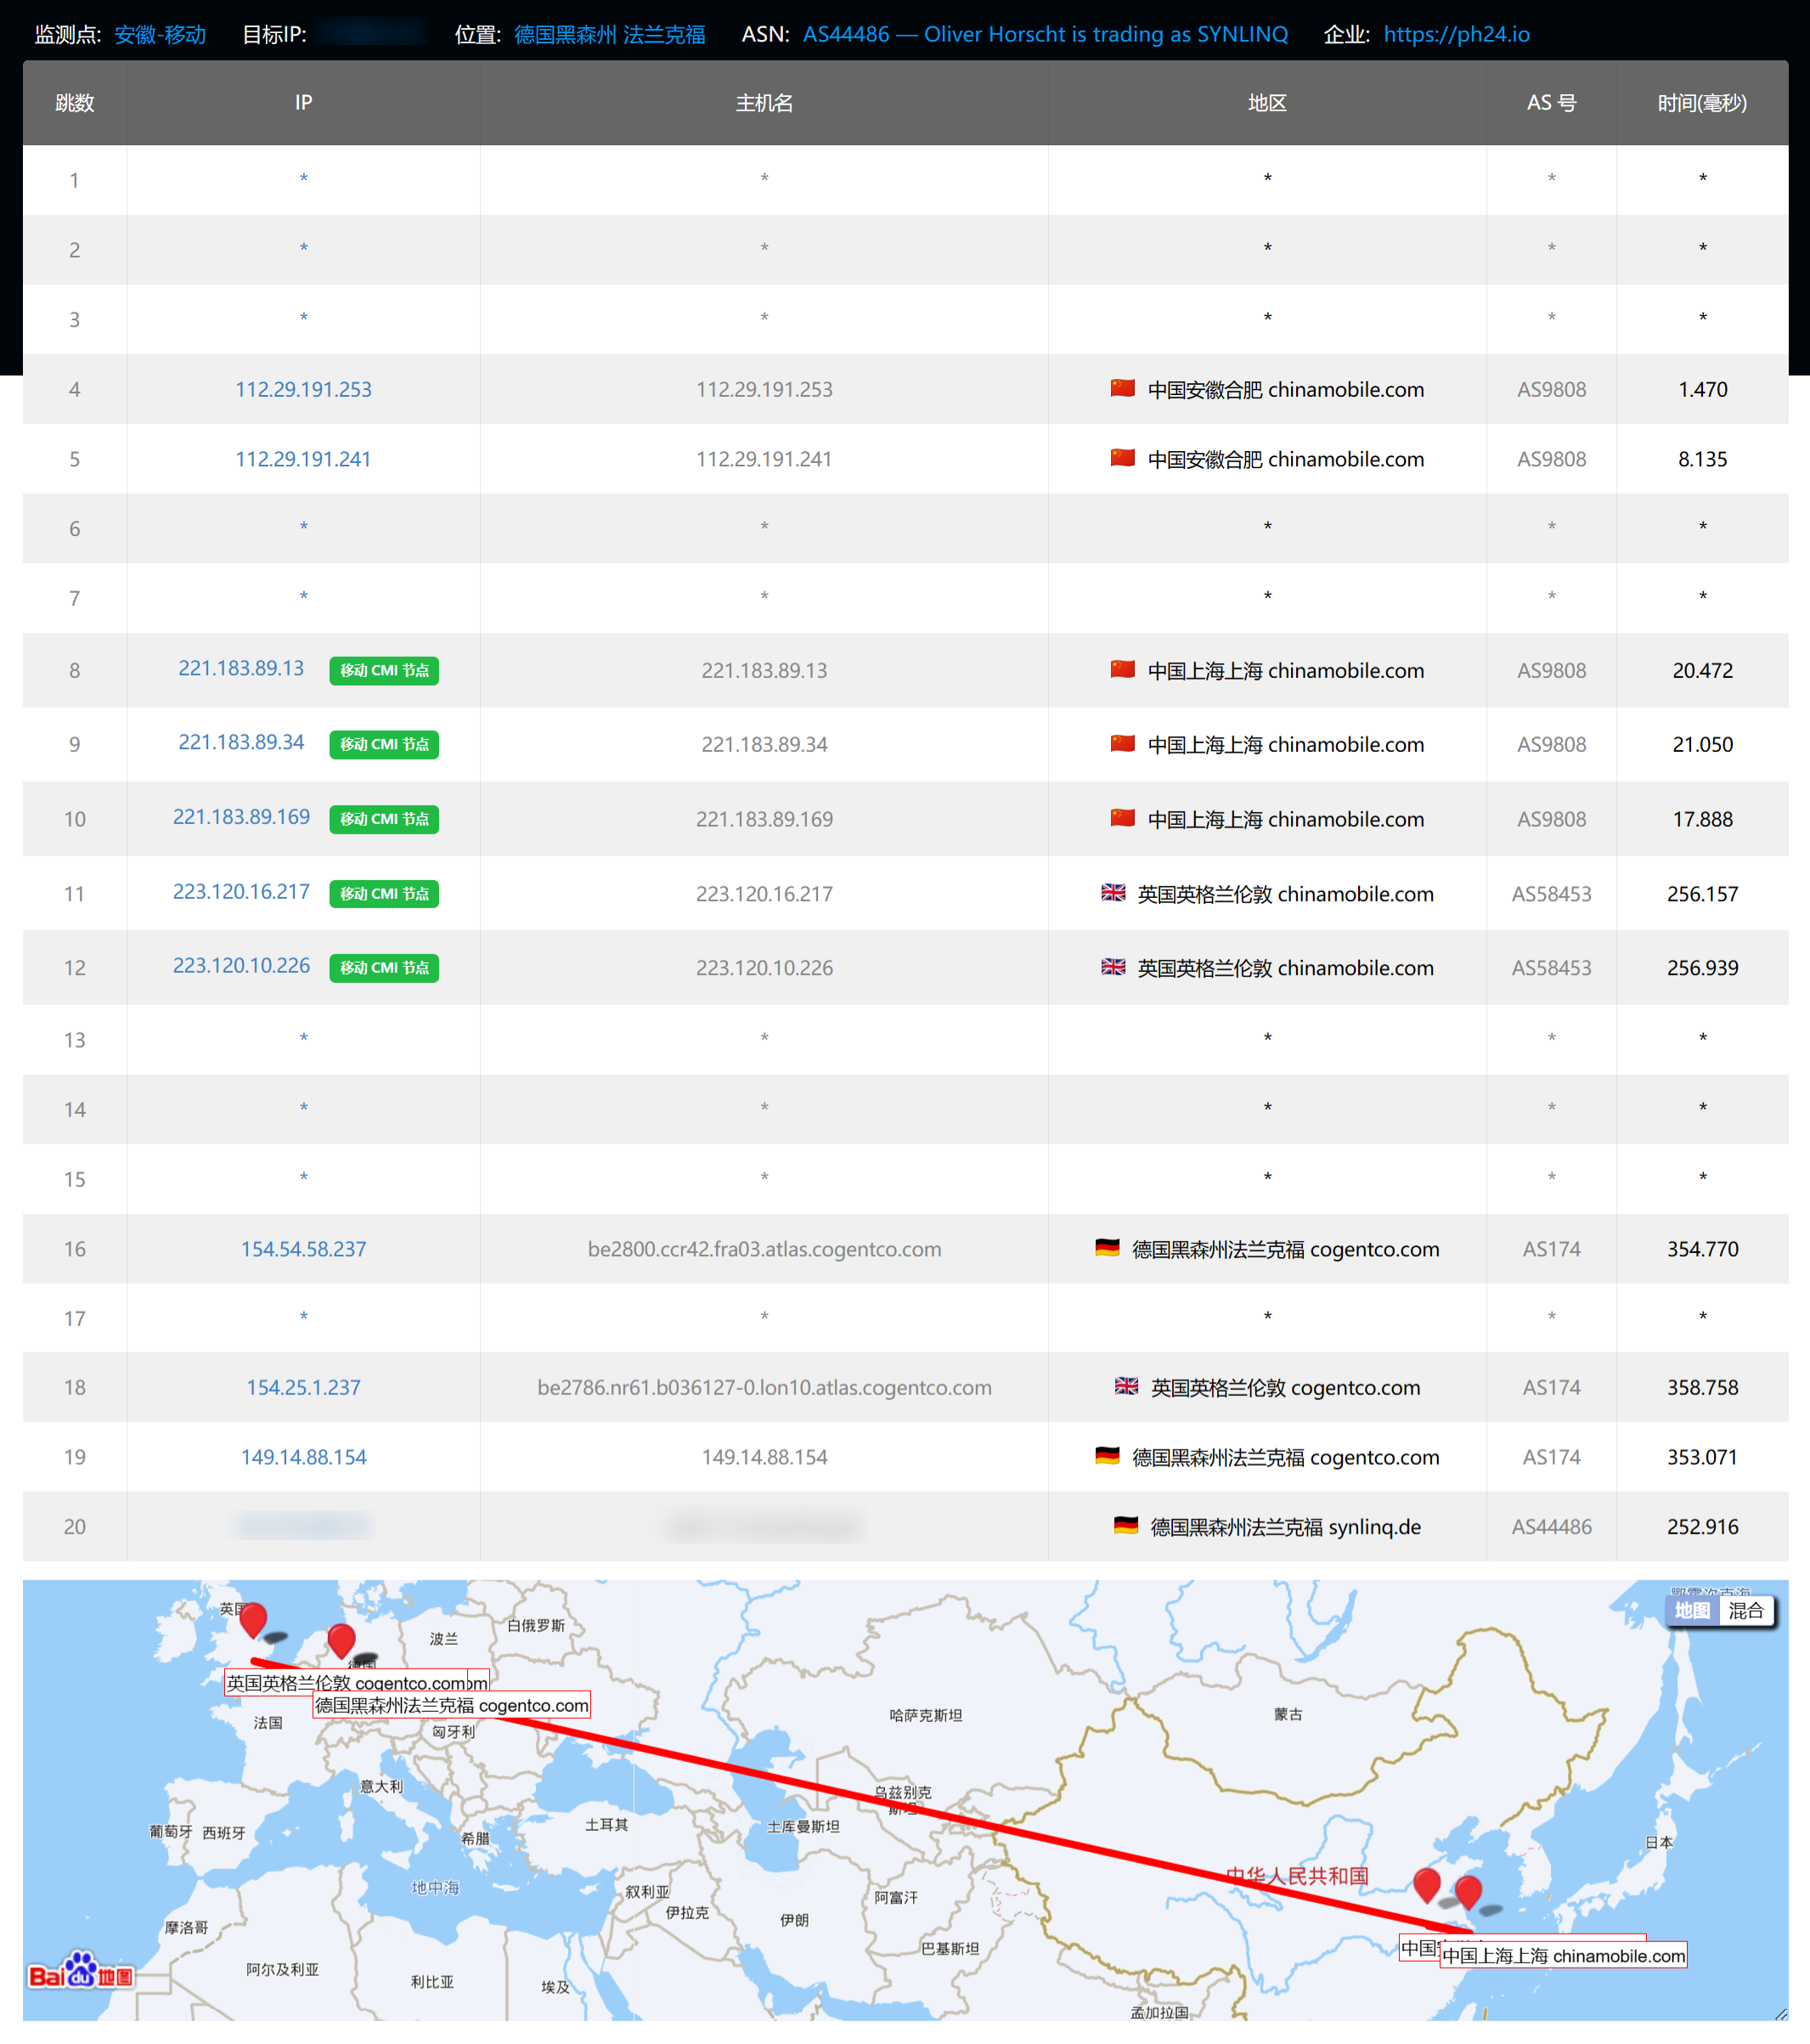 监测点: 安徽-移动 目标IP: 位置: 德国黑森州 法兰克福 ASN: AS44486 — Oliver Horscht is trading as SYNLINQ 企业: https://ph24.io
跳数 IP 主机名 地区 AS 号 时间(毫秒)
1 * * * * *
2 * * * * *
3 * * * * *
4 112.29.191.253 112.29.191.253 中国安徽合肥 chinamobile.com AS9808 1.470
5 112.29.191.241 112.29.191.241 中国安徽合肥 chinamobile.com AS9808 8.135
6 * * * * *
7 * * * * *
8 221.183.89.13 移动 CMI 节点 221.183.89.13 中国上海上海 chinamobile.com AS9808 20.472
9 221.183.89.34 移动 CMI 节点 221.183.89.34 中国上海上海 chinamobile.com AS9808 21.050
10 221.183.89.169 移动 CMI 节点 221.183.89.169 中国上海上海 chinamobile.com AS9808 17.888
11 223.120.16.217 移动 CMI 节点 223.120.16.217 英国英格兰伦敦 chinamobile.com AS58453 256.157
12 223.120.10.226 移动 CMI 节点 223.120.10.226 英国英格兰伦敦 chinamobile.com AS58453 256.939
13 * * * * *
14 * * * * *
15 * * * * *
16 154.54.58.237 be2800.ccr42.fra03.atlas.cogentco.com 德国黑森州法兰克福 cogentco.com AS174 354.770
17 * * * * *
18 154.25.1.237 be2786.nr61.b036127-0.lon10.atlas.cogentco.com 英国英格兰伦敦 cogentco.com AS174 358.758
19 149.14.88.154 149.14.88.154 德国黑森州法兰克福 cogentco.com AS174 353.071
20 德国黑森州法兰克福 synlinq.de AS44486 252.916
地图 混合
英国
白俄罗斯
波兰
英国英格兰伦敦 cogentco.com
德国黑森州法兰克福 cogentco.com
法国
匈牙利
哈萨克斯坦
蒙古
意大利
乌兹别克
斯坦
葡萄牙 西班牙
希腊
土耳其
土库曼斯坦
日本
中华人民共和国
地中海
叙利亚
伊拉克
伊朗
阿富汗
摩洛哥
巴基斯坦
中国上海上海 chinamobile.com
阿尔及利亚
利比亚
埃及
孟加拉国
Bai du 地图